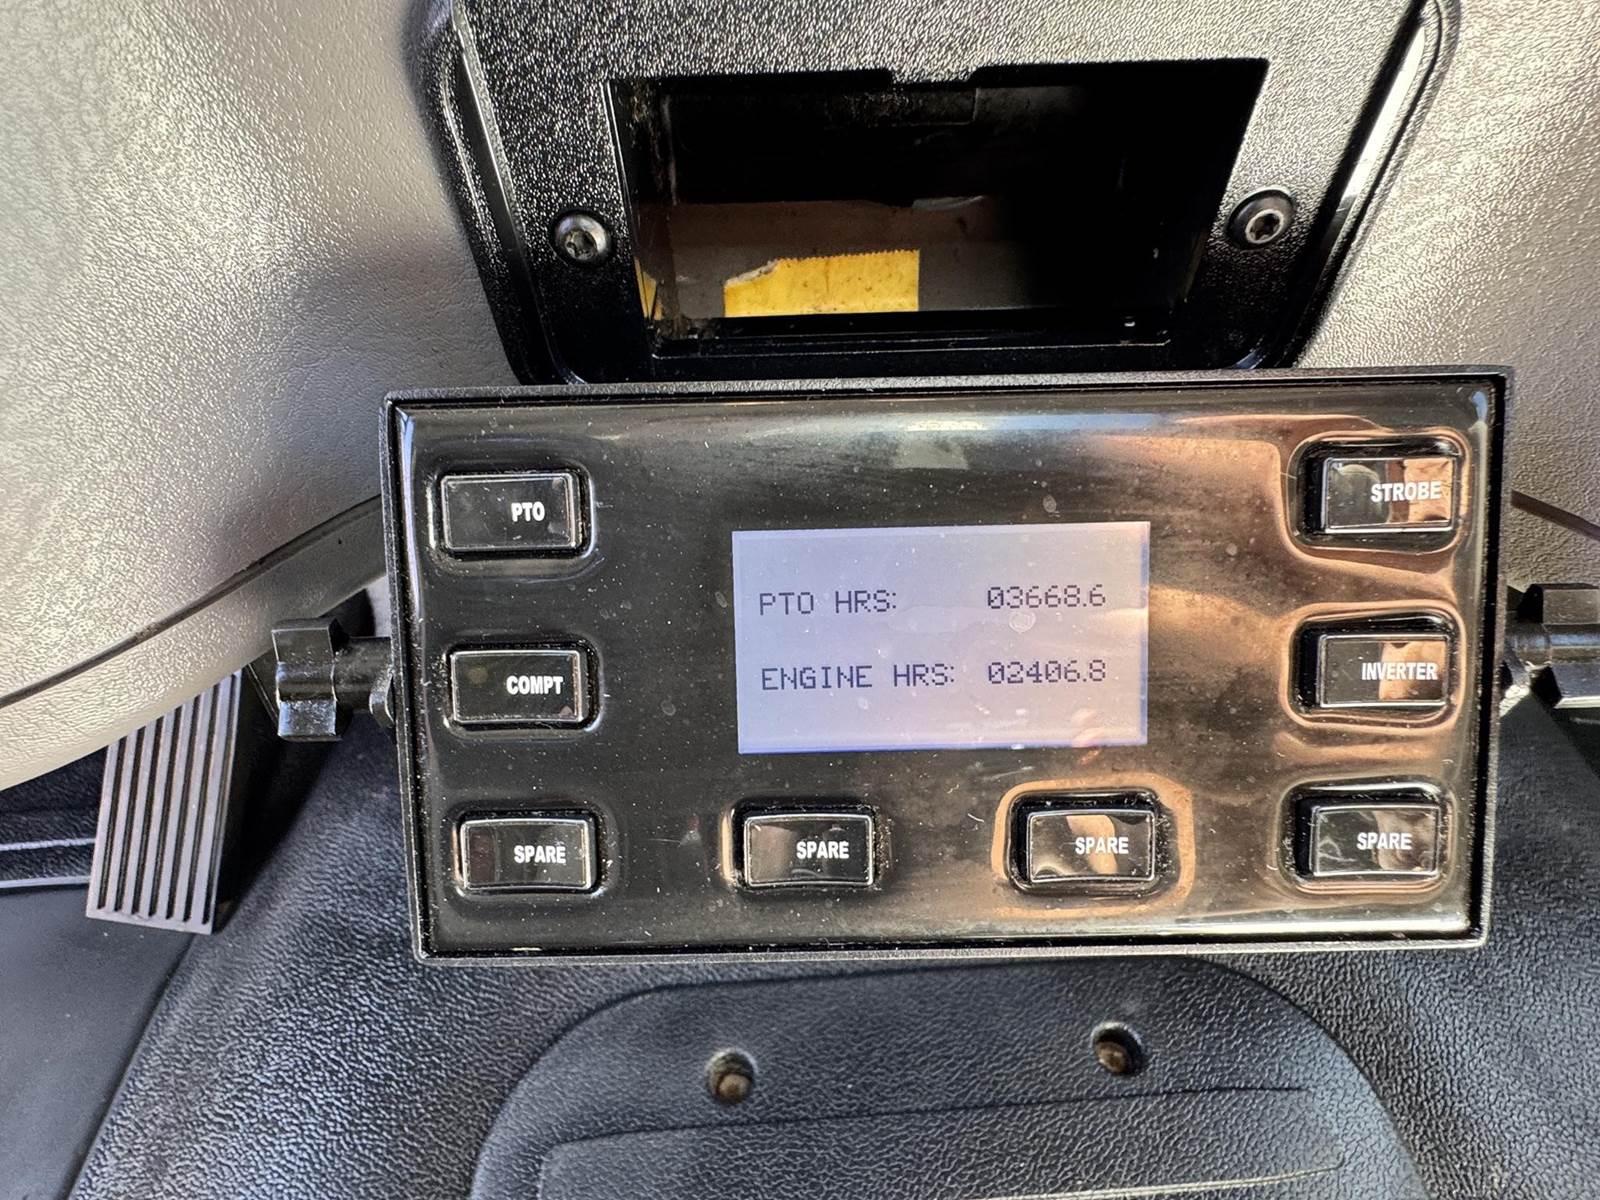 PTO
STROBE
PTO HRS: 03668.6
COMPT
ENGINE HRS: 02406.8
INVERTER
SPARE
SPARE
SPARE
SPARE